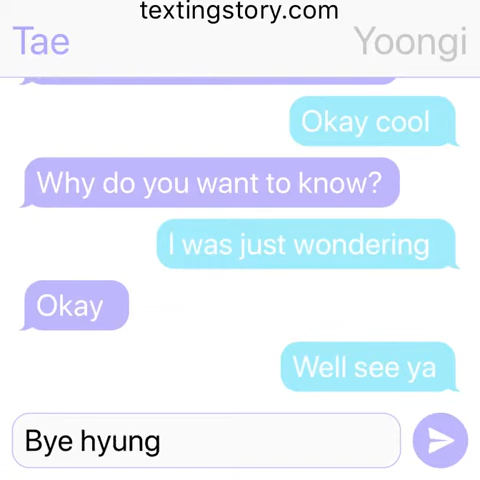 textingstory.com
Tae
Yoongi
Okay cool
Why do you want to know?
I was just wondering
Okay
Well see ya
Bye hyung